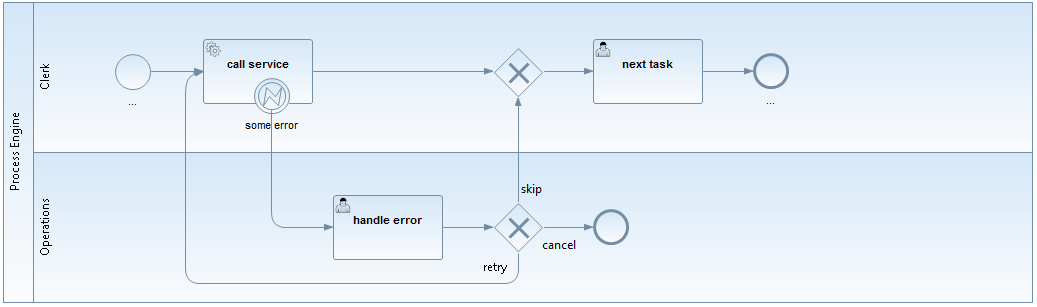 Process Engine
Clerk
call service
some error
...
next task
...
Operations
handle error
skip
cancel
retry